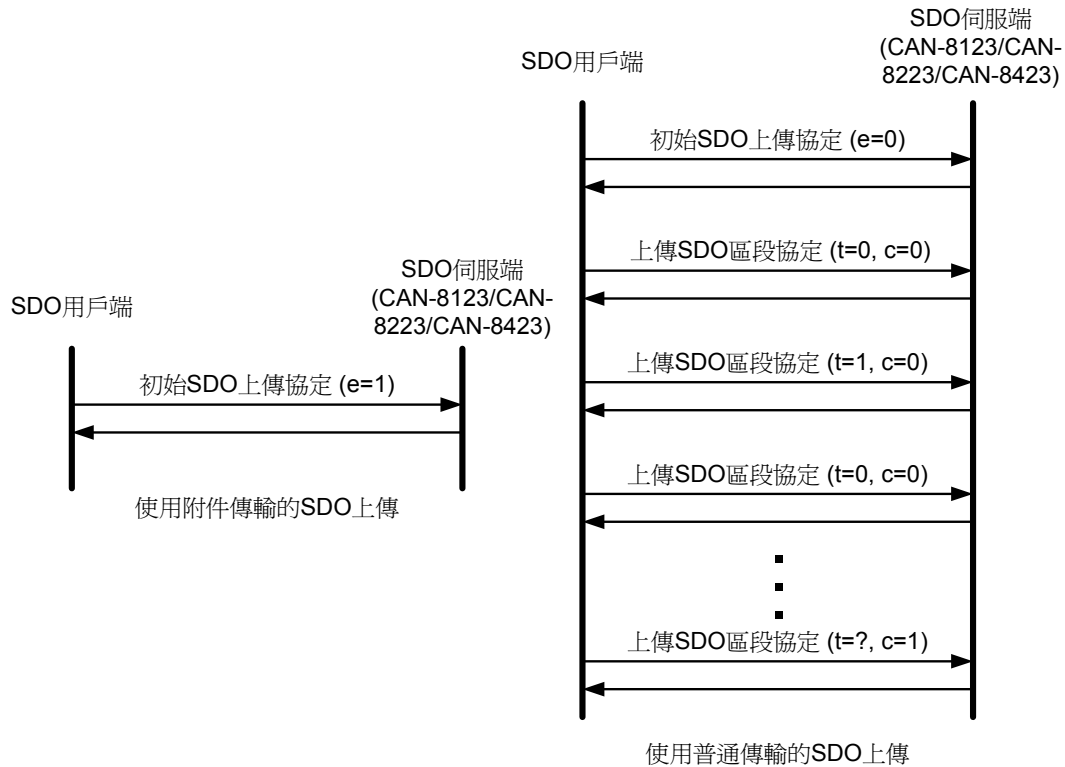 SDO用戶端
SDO伺服端
(CAN-8123/CAN-
8223/CAN-8423)
初始SDO上傳協定 (e=1)
使用附件傳輸的SDO上傳
SDO用戶端
SDO伺服端
(CAN-8123/CAN-
8223/CAN-8423)
初始SDO上傳協定 (e=0)
上傳SDO區段協定 (t=0, c=0)
上傳SDO區段協定 (t=1, c=0)
上傳SDO區段協定 (t=0, c=0)
上傳SDO區段協定 (t=?, c=1)
使用普通傳輸的SDO上傳